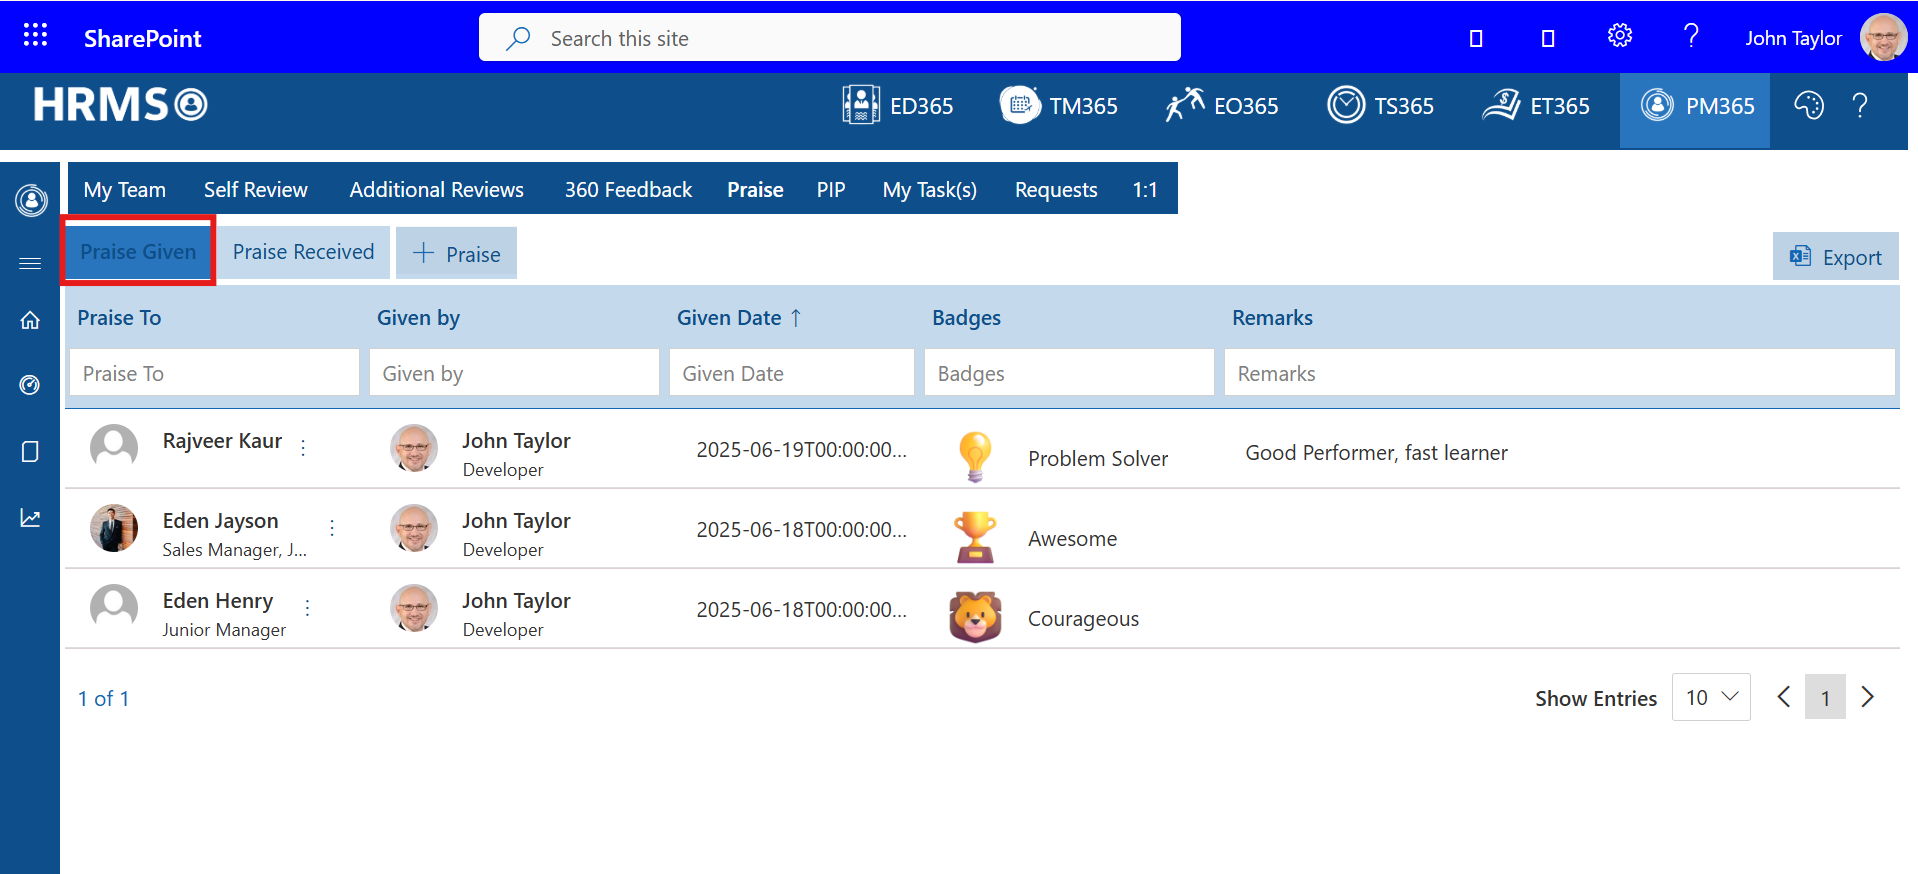 SharePoint
Search this site
John Taylor
HRMS
ED365
TM365
EO365
TS365
ET365
PM365
My Team
Self Review
Additional Reviews
360 Feedback
Praise
PIP
My Task(s)
Requests
1:1
Praise Given
Praise Received
Praise
Export
Praise To
Given by
Given Date ↑
Badges
Remarks
Praise To
Given by
Given Date
Badges
Remarks
Rajveer Kaur
John Taylor
Developer
2025-06-19T00:00:00...
Problem Solver
Good Performer, fast learner
Eden Jayson
Sales Manager, J...
John Taylor
Developer
2025-06-18T00:00:00...
Awesome
Eden Henry
Junior Manager
John Taylor
Developer
2025-06-18T00:00:00...
Courageous
1 of 1
Show Entries
10
1